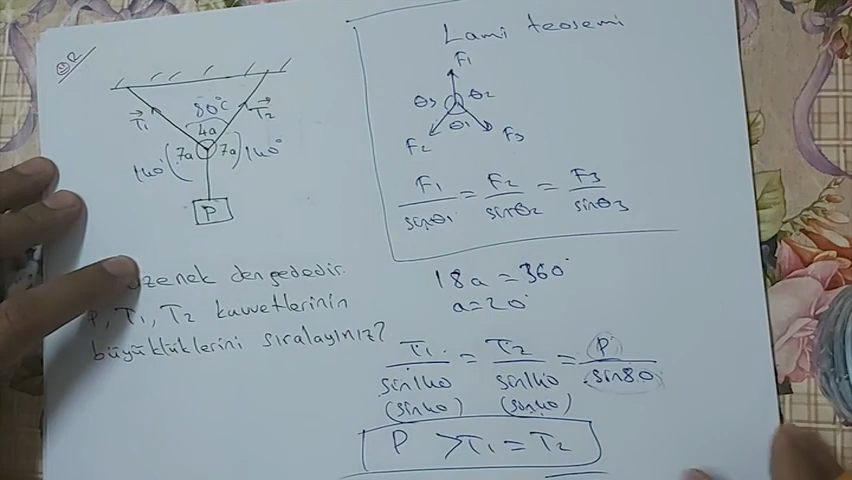 Lami teoremi
F1
θ3 θ2
θ1
F2 F3
F1/sinθ1 = F2/sinθ2 = F3/sinθ3
80°C
T1 4a T2
140° 7a 7a 140°
P
üzenek dengededir.
P, T1, T2 kuvvetlerinin
büyüklüklerini sıralayınız?
18a = 360°
a = 20°
T1/sin140 = T2/sin140 = P/sin80
(sin40) (sin40)
P > T1 = T2